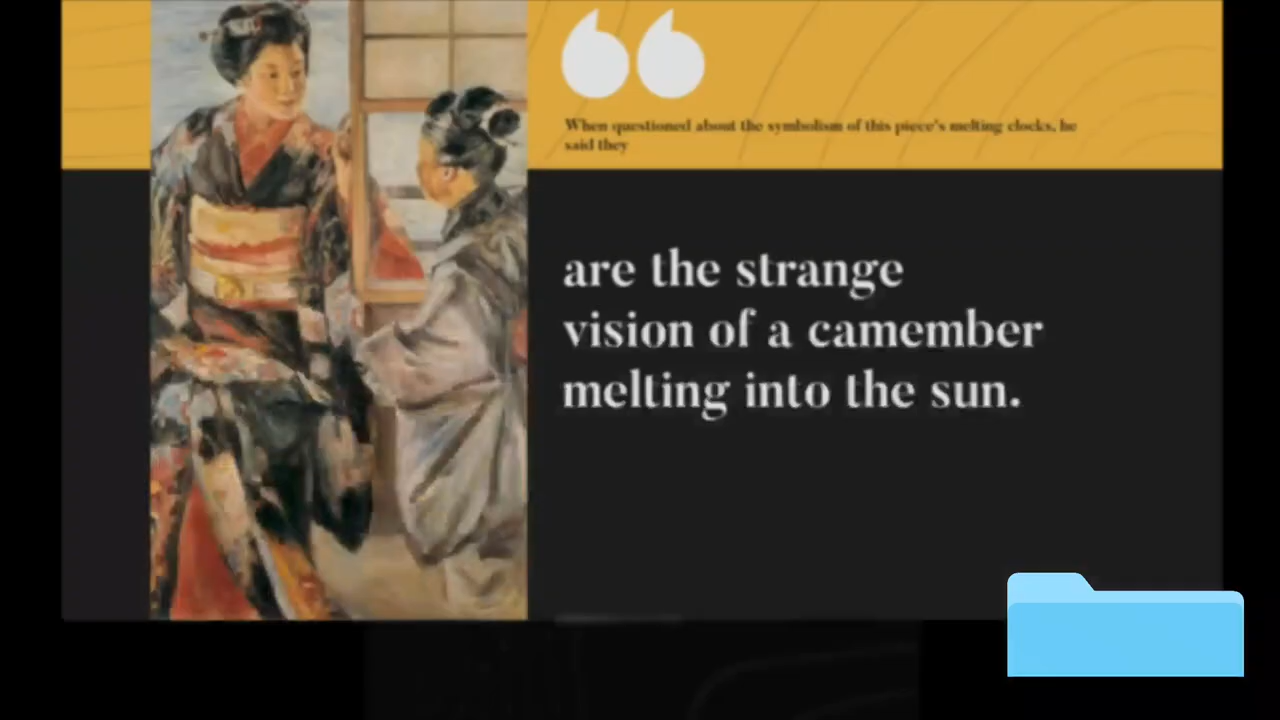 When questioned about the symbolism of this piece's melting clocks, he
said they
are the strange
vision of a camember
melting into the sun.